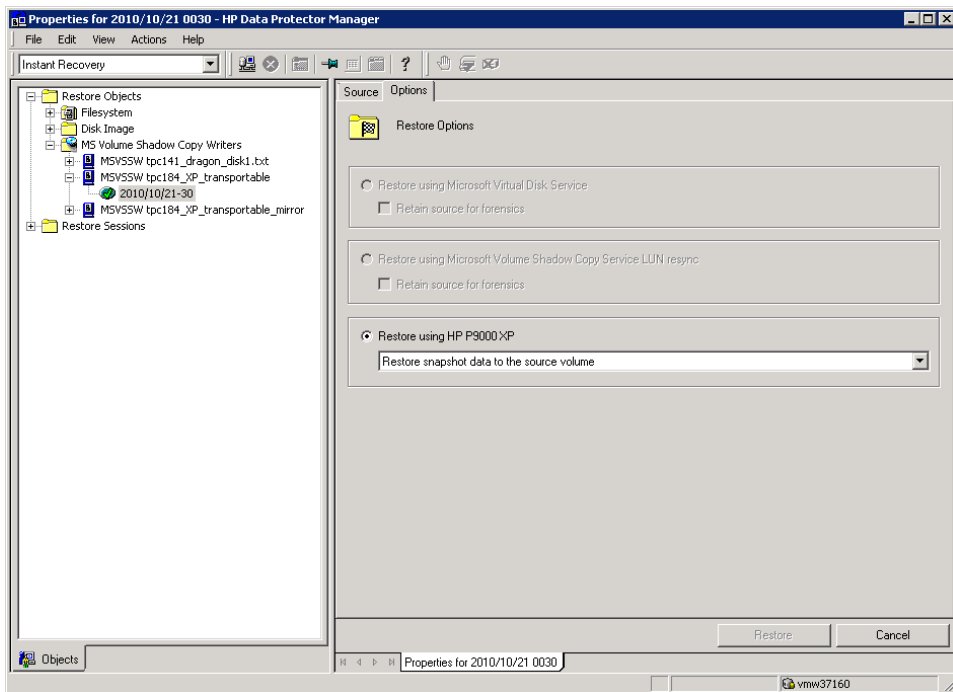 Properties for 2010/10/21 0030 - HP Data Protector Manager
File Edit View Actions Help
Instant Recovery
Restore Objects
Filesystem
Disk Image
MS Volume Shadow Copy Writers
MSVSSW tpc141_dragon_disk1.txt
MSVSSW tpc184_XP_transportable
2010/10/21-30
MSVSSW tpc184_XP_transportable_mirror
Restore Sessions
Objects
Source Options
Restore Options
Restore using Microsoft Virtual Disk Service
Retain source for forensics
Restore using Microsoft Volume Shadow Copy Service LUN resync
Retain source for forensics
Restore using HP P9000 XP
Restore snapshot data to the source volume
Restore Cancel
Properties for 2010/10/21 0030
vmw37160